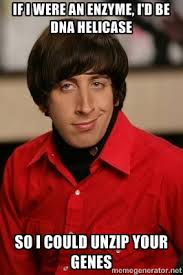 IF I WERE AN ENZYME, I'D BE
DNA HELICASE
SO I COULD UNZIP YOUR
GENES
memegenerator.net